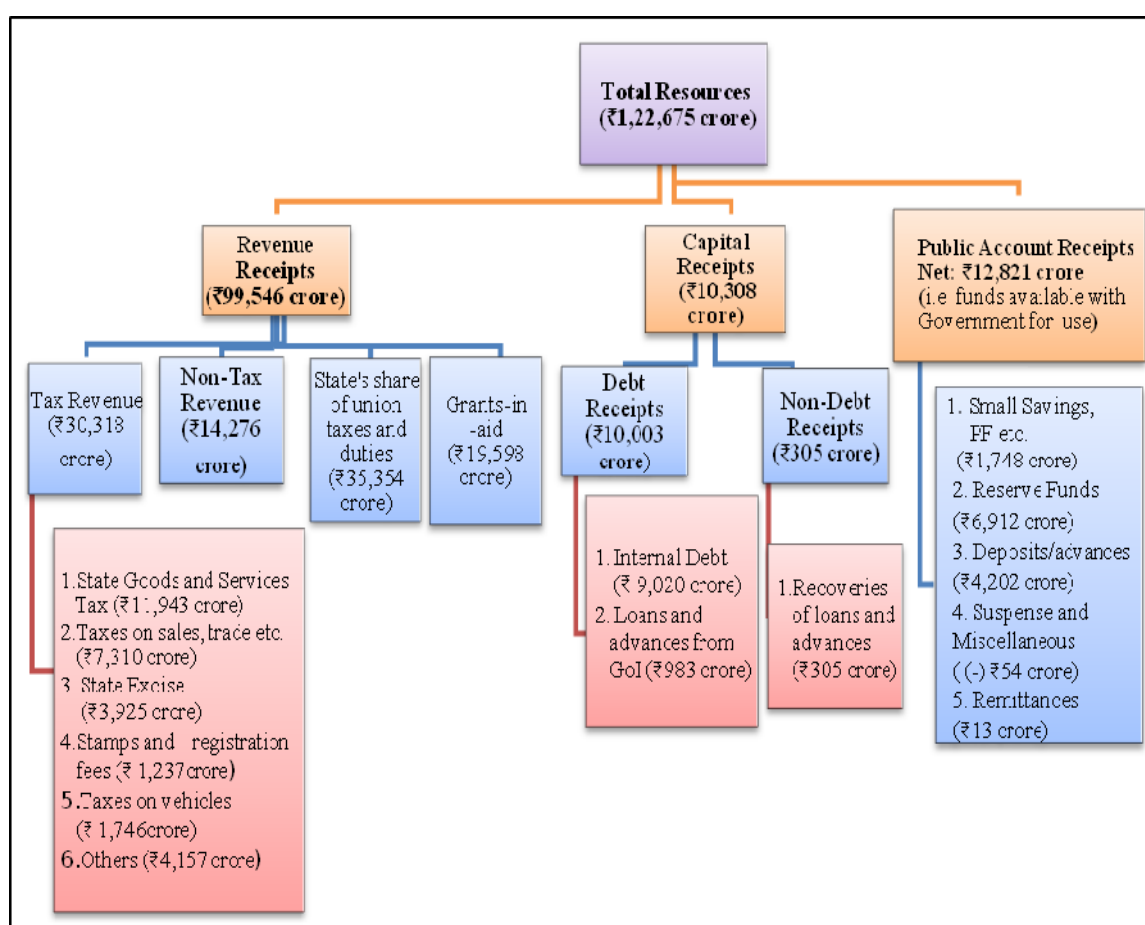 Total Resources
(₹1,22,675 crore)
Revenue
Receipts
(₹99,546 crore)
Capital
Receipts
(₹10,308
crore)
Public Account Receipts
Net: ₹12,821 crore
(i.e. funds available with
Government for use)
Tax Revenue
(₹30,318
crore)
Non-Tax
Revenue
(₹14,276
crore)
State's share
of union
taxes and
duties
(₹35,354
crore)
Grants-in
-aid
(₹19,598
crore)
Debt
Receipts
(₹10,003
crore)
Non-Debt
Receipts
(₹305 crore)
1. State Goods and Services
Tax (₹11,943 crore)
2. Taxes on sales, trade etc.
(₹7,310 crore)
3. State Excise
(₹3,925 crore)
4. Stamps and registration
fees (₹ 1,237crore)
5. Taxes on vehicles
(₹ 1,746crore)
6. Others (₹4,157 crore)
1. Internal Debt
(₹ 9,020 crore)
2. Loans and
advances from
GoI (₹983 crore)
1. Recoveries
of loans and
advances
(₹305 crore)
1. Small Savings,
PF etc.
(₹1,748 crore)
2. Reserve Funds
(₹6,912 crore)
3. Deposits/advances
(₹4,202 crore)
4. Suspense and
Miscellaneous
((-) ₹54 crore)
5. Remittances
(₹13 crore)